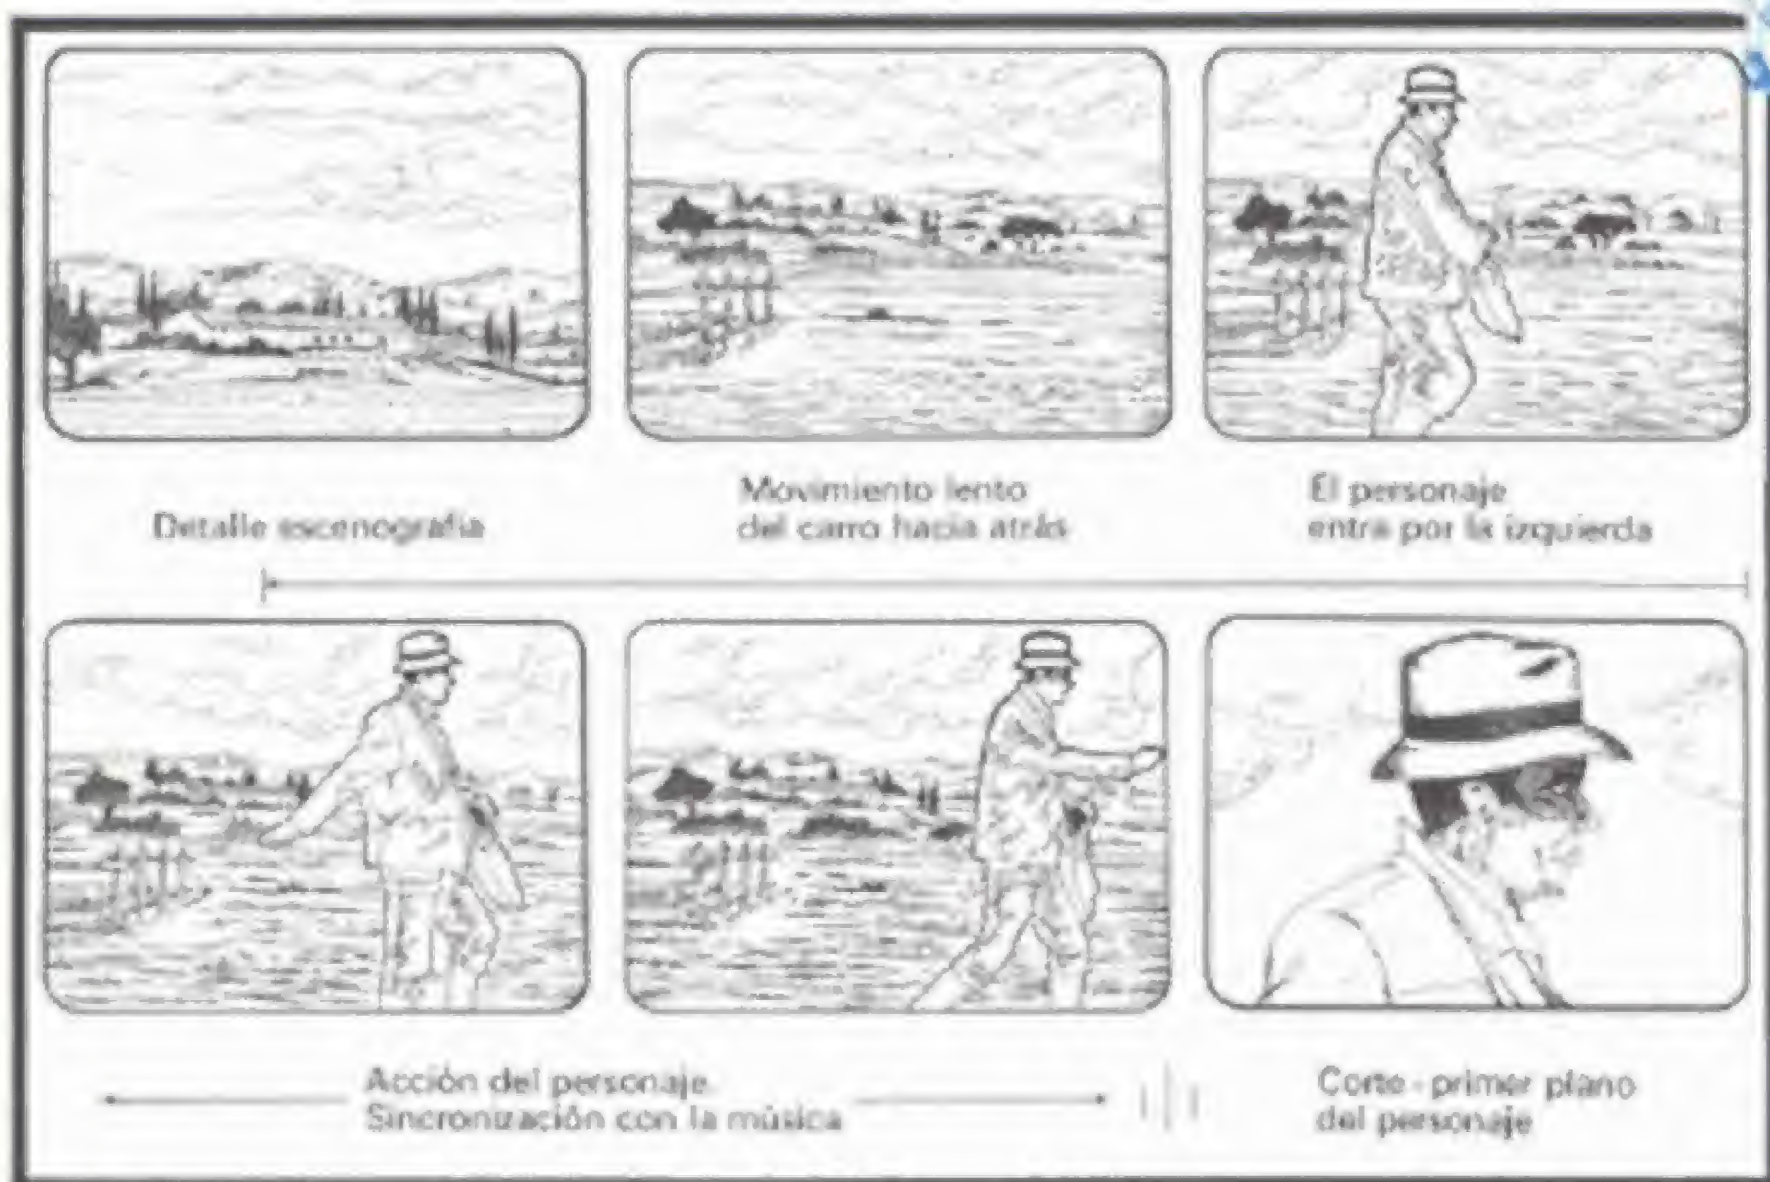 Detalle escenografía
Movimiento lento
del carro hacia atrás
El personaje
entra por la izquierda
Acción del personaje.
Sincronización con la música
Corte - primer plano
del personaje